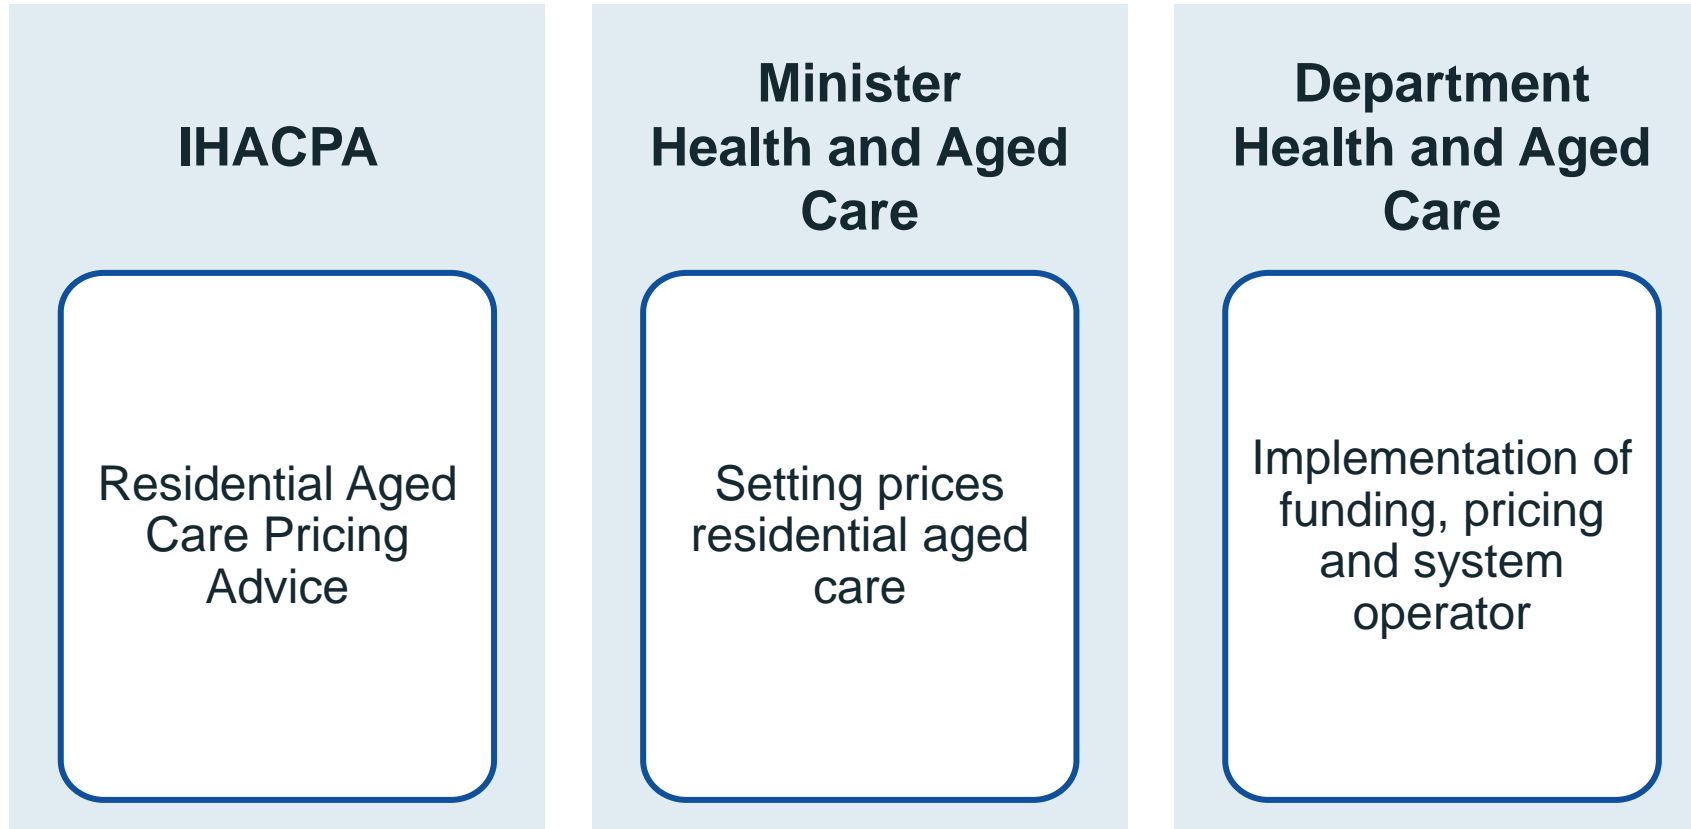 IHACPA
Residential Aged
Care Pricing
Advice
Minister
Health and Aged
Care
Setting prices
residential aged
care
Department
Health and Aged
Care
Implementation of
funding, pricing
and system
operator